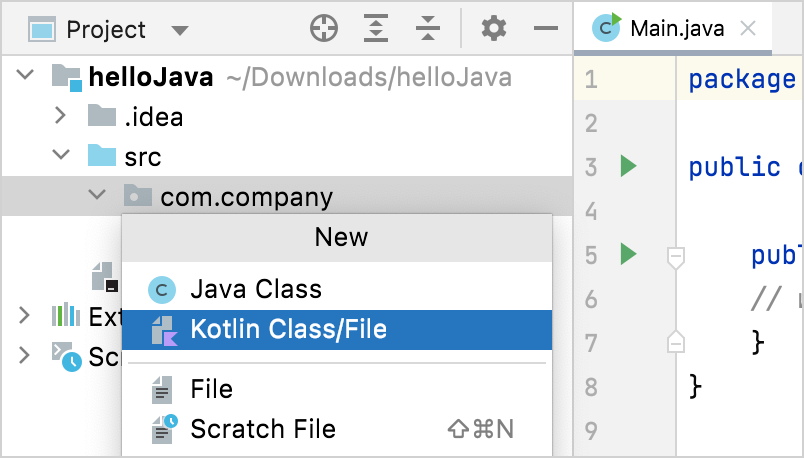 Project
Main.java
helloJava ~/Downloads/helloJava
.idea
src
com.company
New
Java Class
Kotlin Class/File
File
Scratch File ⇧⌘N
Ext
Scr
1 package
2
3 public
4
5 publ
6 //
7 }
8 }
9